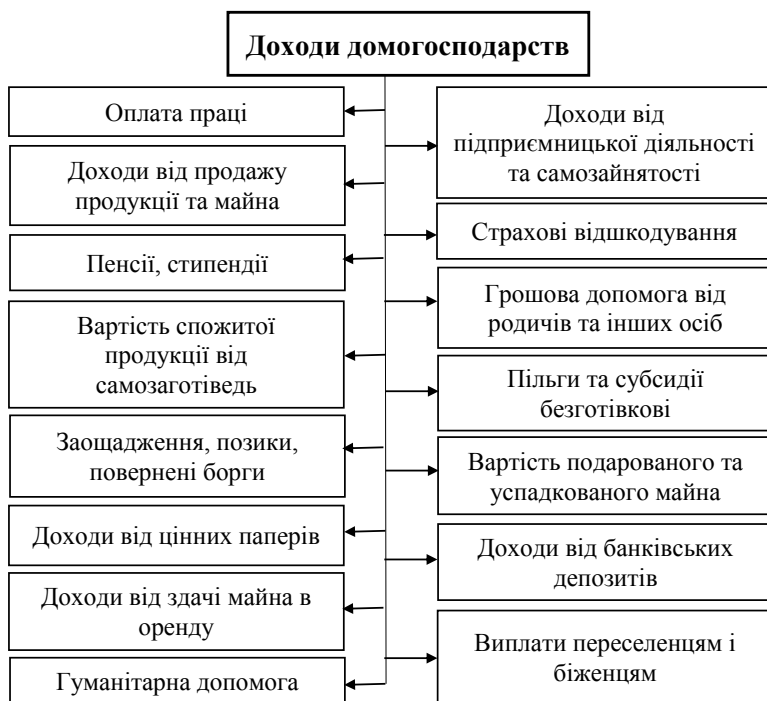 Доходи домогосподарств
Оплата праці
Доходи від продажу
продукції та майна
Пенсії, стипендії
Вартість спожитої
продукції від
самозаготіведь
Заощадження, позики,
повернені борги
Доходи від цінних паперів
Доходи від здачі майна в
оренду
Гуманітарна допомога
Доходи від
підприємницької діяльності
та самозайнятості
Страхові відшкодування
Грошова допомога від
родичів та інших осіб
Пільги та субсидії
безготівкові
Вартість подарованого та
успадкованого майна
Доходи від банківських
депозитів
Виплати переселенцям і
біженцям